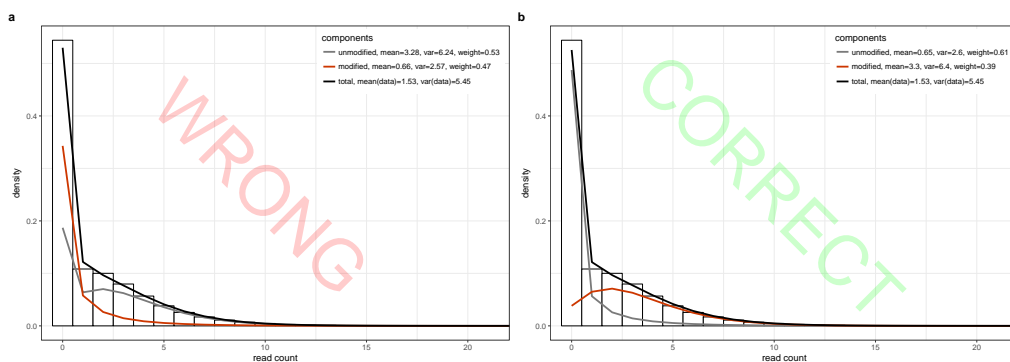 a
components
unmodified, mean=3.28, var=6.24, weight=0.53
modified, mean=0.66, var=2.57, weight=0.47
total, mean(data)=1.53, var(data)=5.45
WRONG
density
0.4
0.2
0.0
0 5 10 15 20
read count
b
components
unmodified, mean=0.65, var=2.6, weight=0.61
modified, mean=3.3, var=6.4, weight=0.39
total, mean(data)=1.53, var(data)=5.45
CORRECT
density
0.4
0.2
0.0
0 5 10 15 20
read count